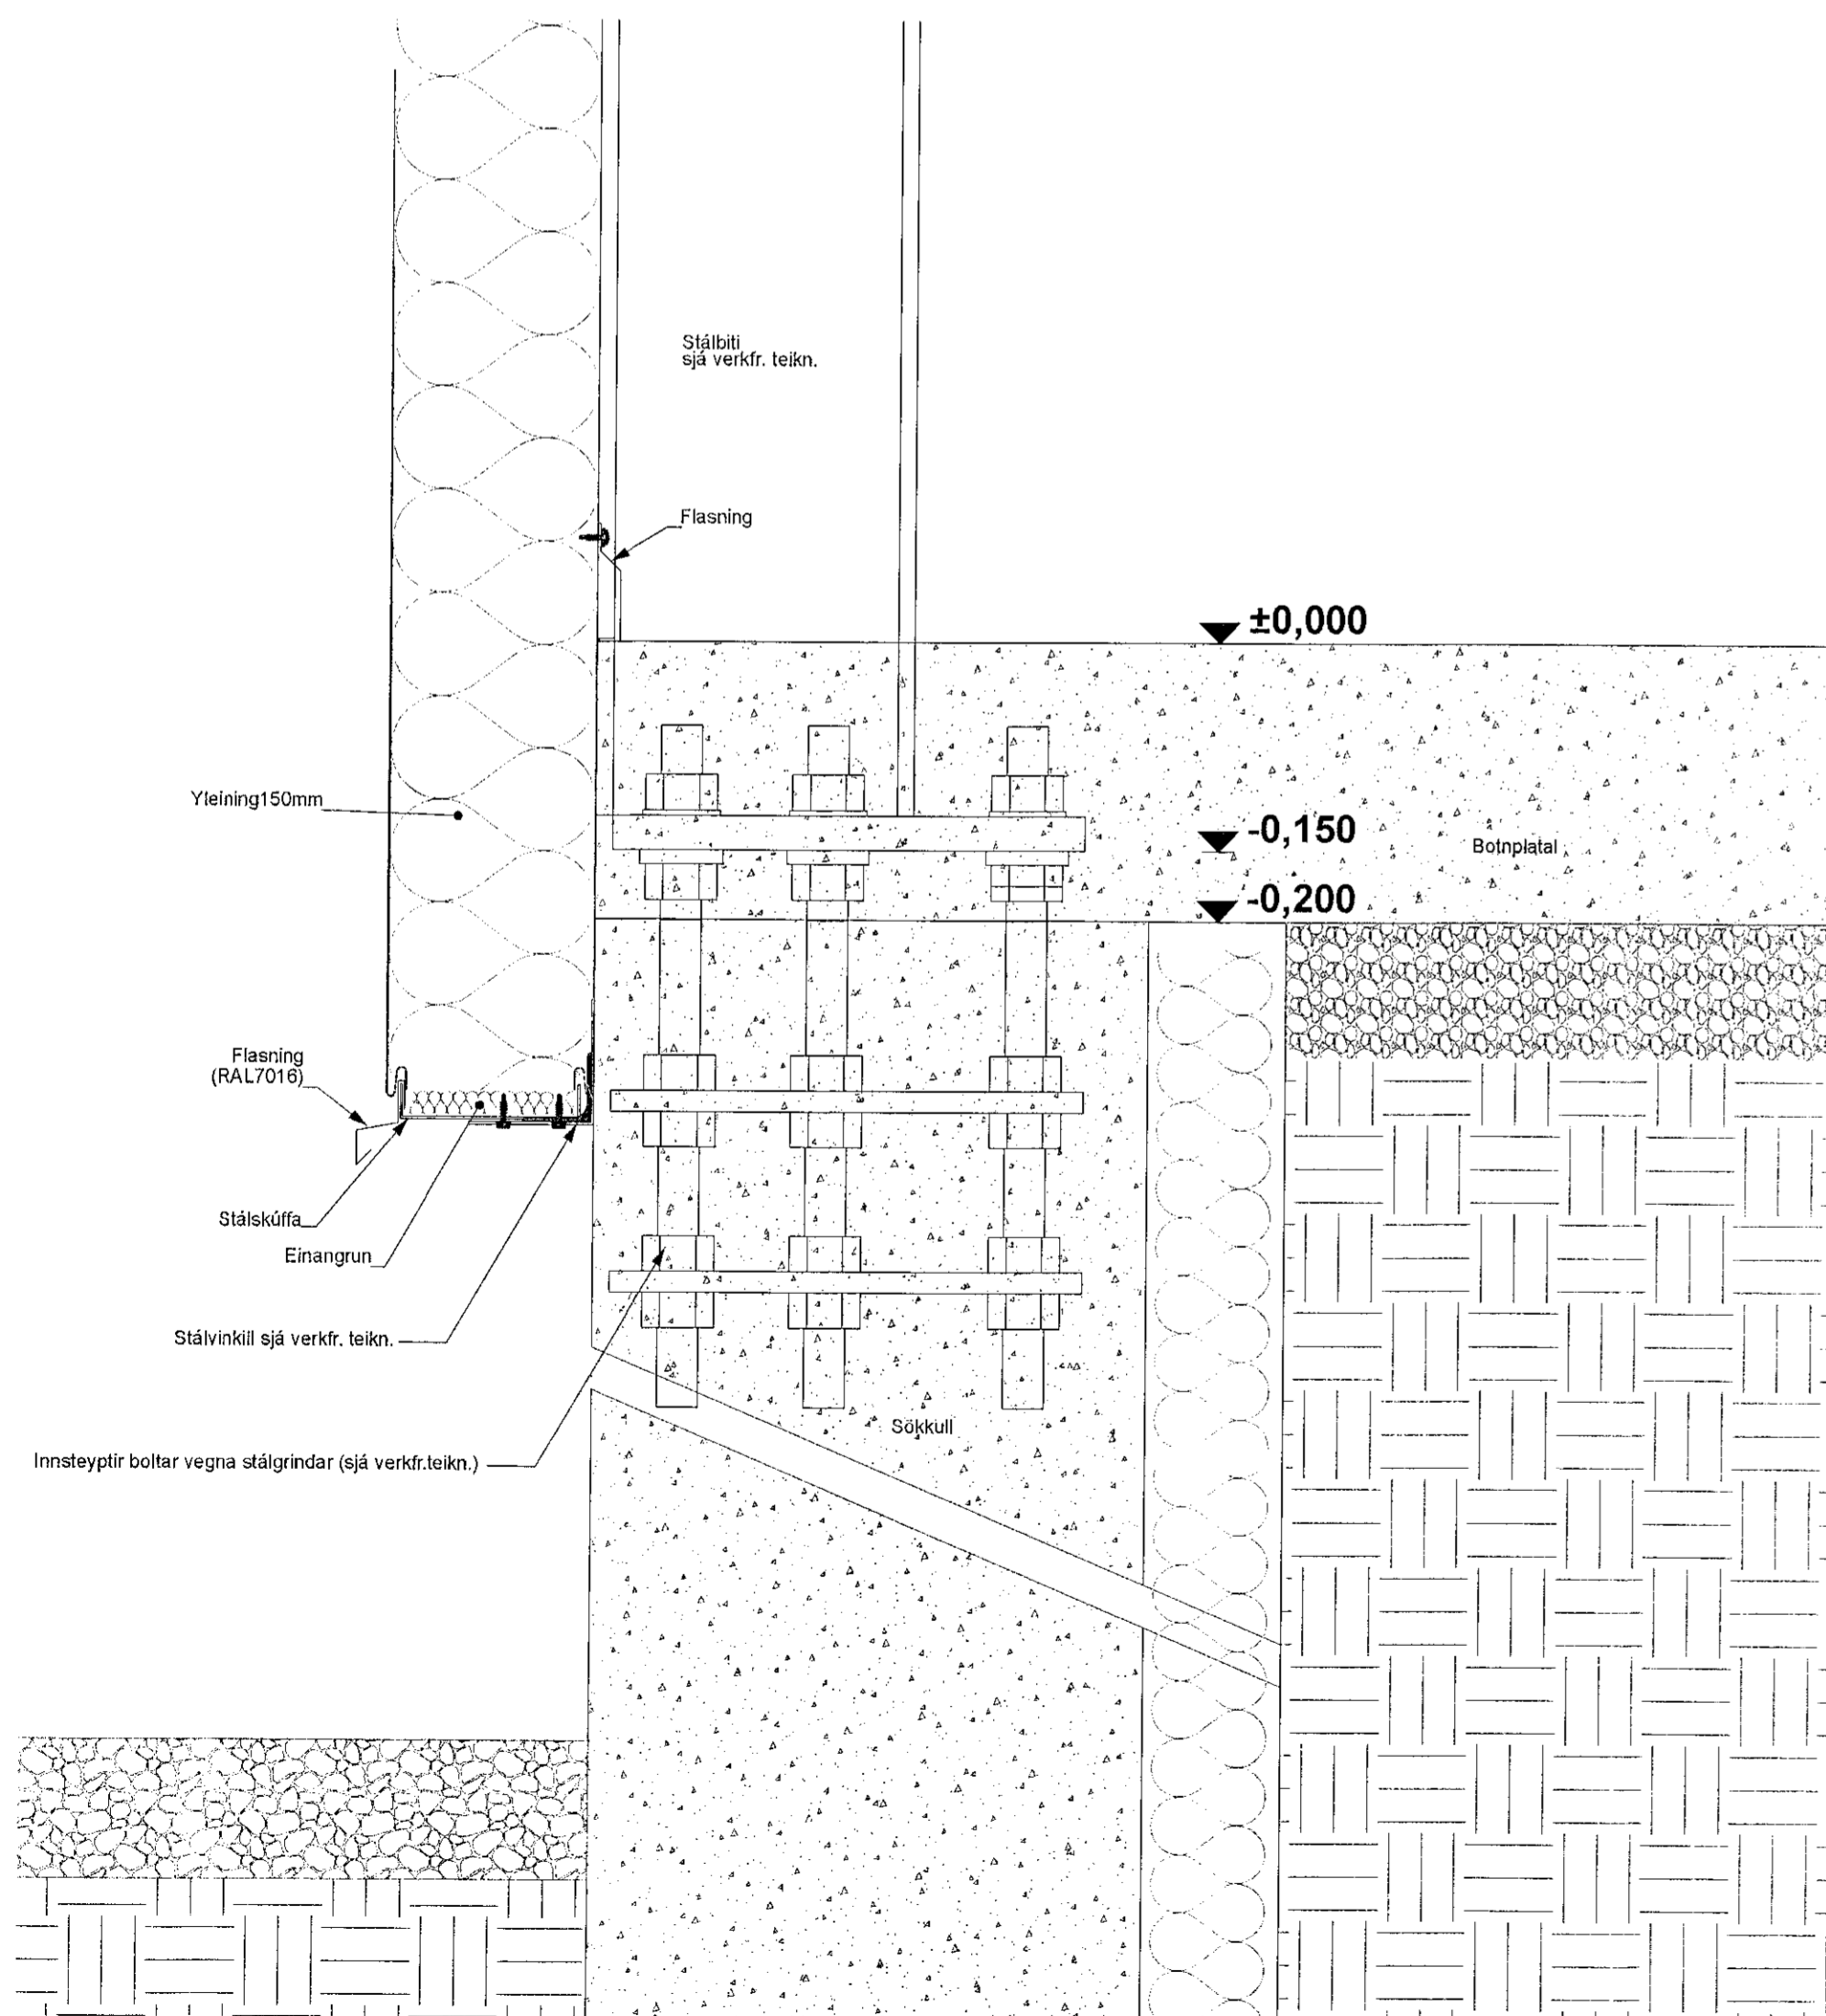 Stálbiti
sjá verkfr. teikn.
Flasning
±0,000
Yleining150mm
-0,150
Botnplatal
-0,200
Flasning
(RAL7016)
Stálskúffa
Einangrun
Stálvinkill sjá verkfr. teikn.
Sökkull
Innsteyptir boltar vegna stálgrindar (sjá verkfr.teikn.)